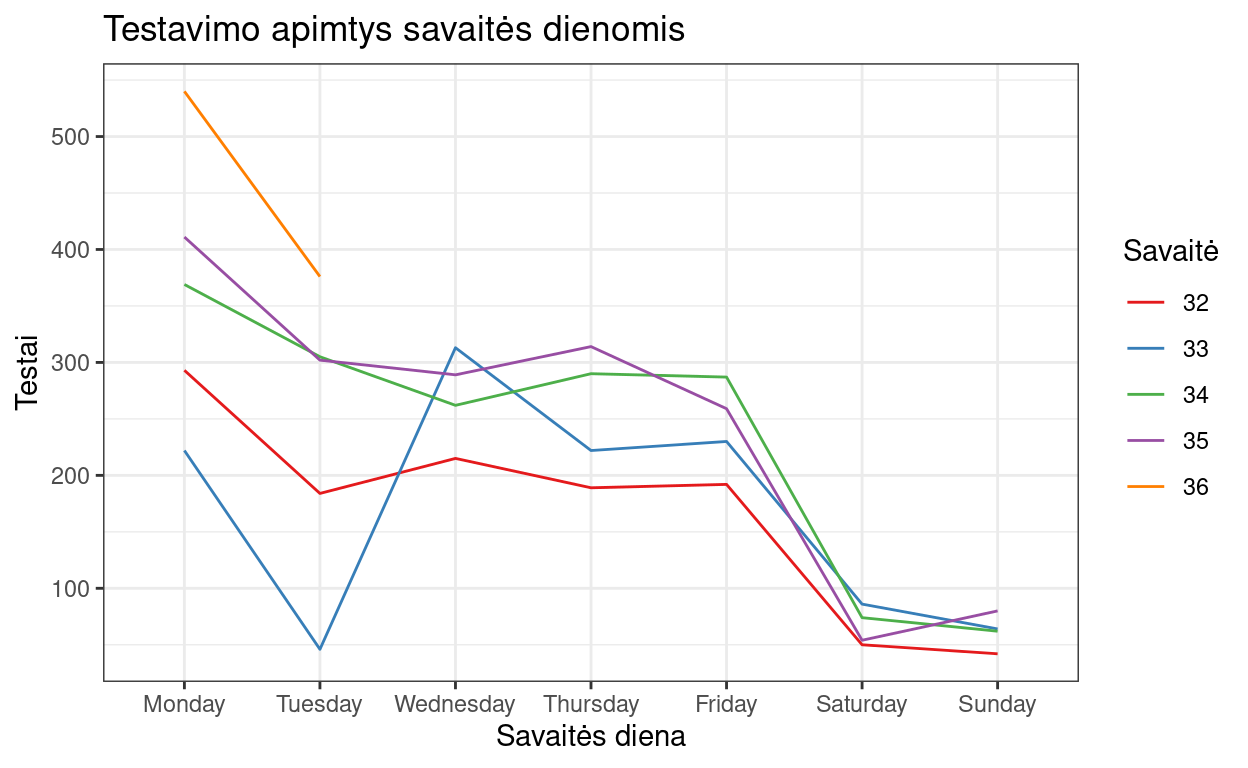 Testavimo apimtys savaitės dienomis
Testai
500
400
300
200
100
Monday Tuesday Wednesday Thursday Friday Saturday Sunday
Savaitės diena
Savaitė
32
33
34
35
36